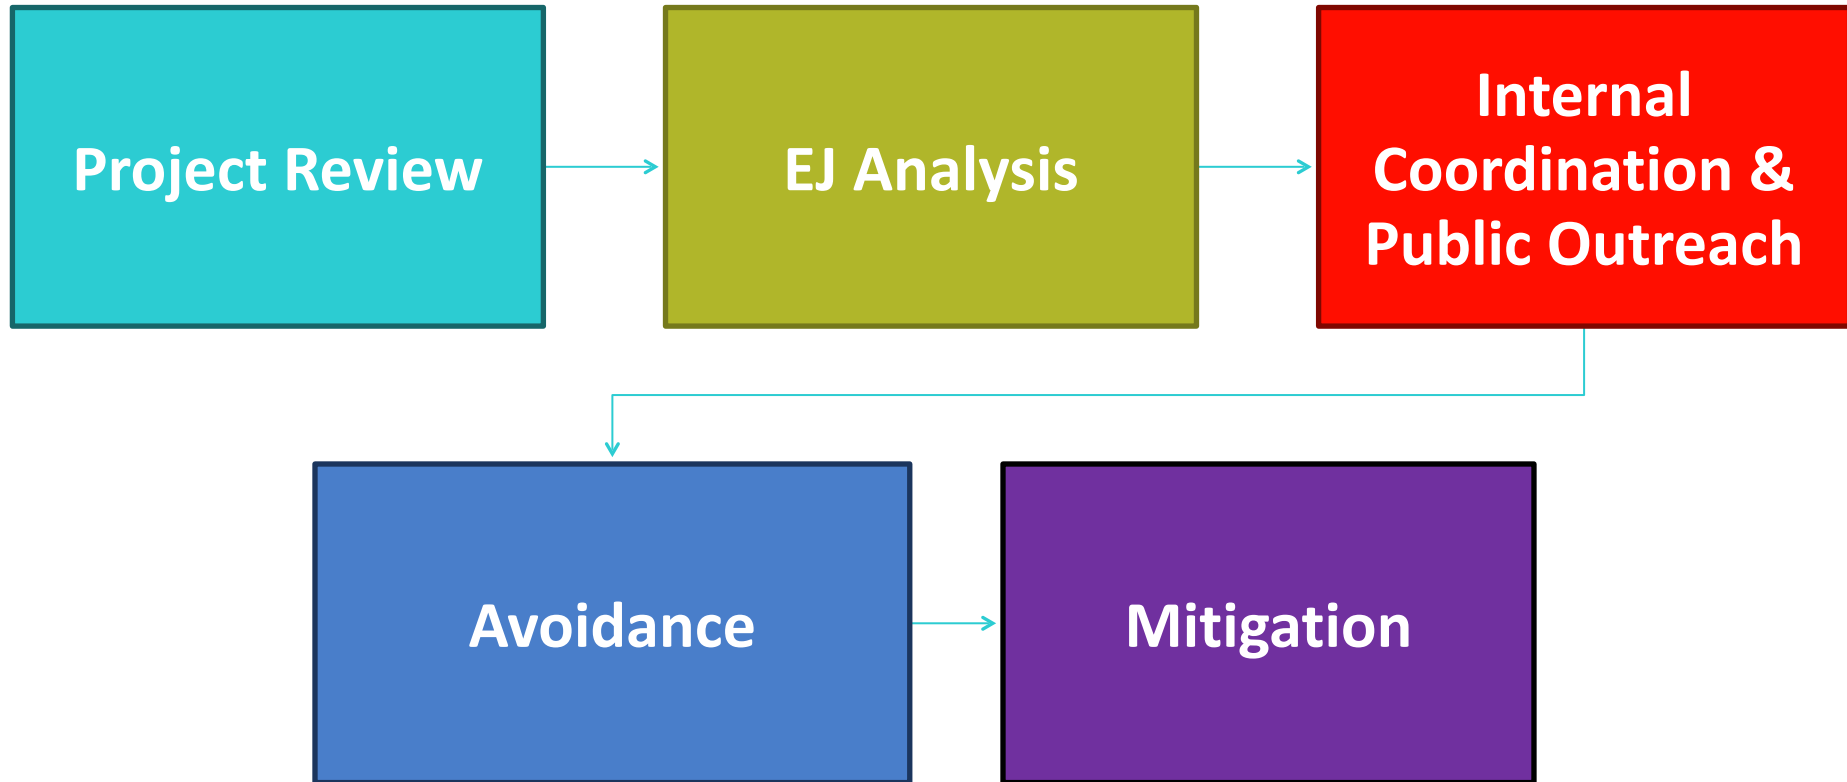 Project Review
EJ Analysis
Internal
Coordination &
Public Outreach
Avoidance
Mitigation